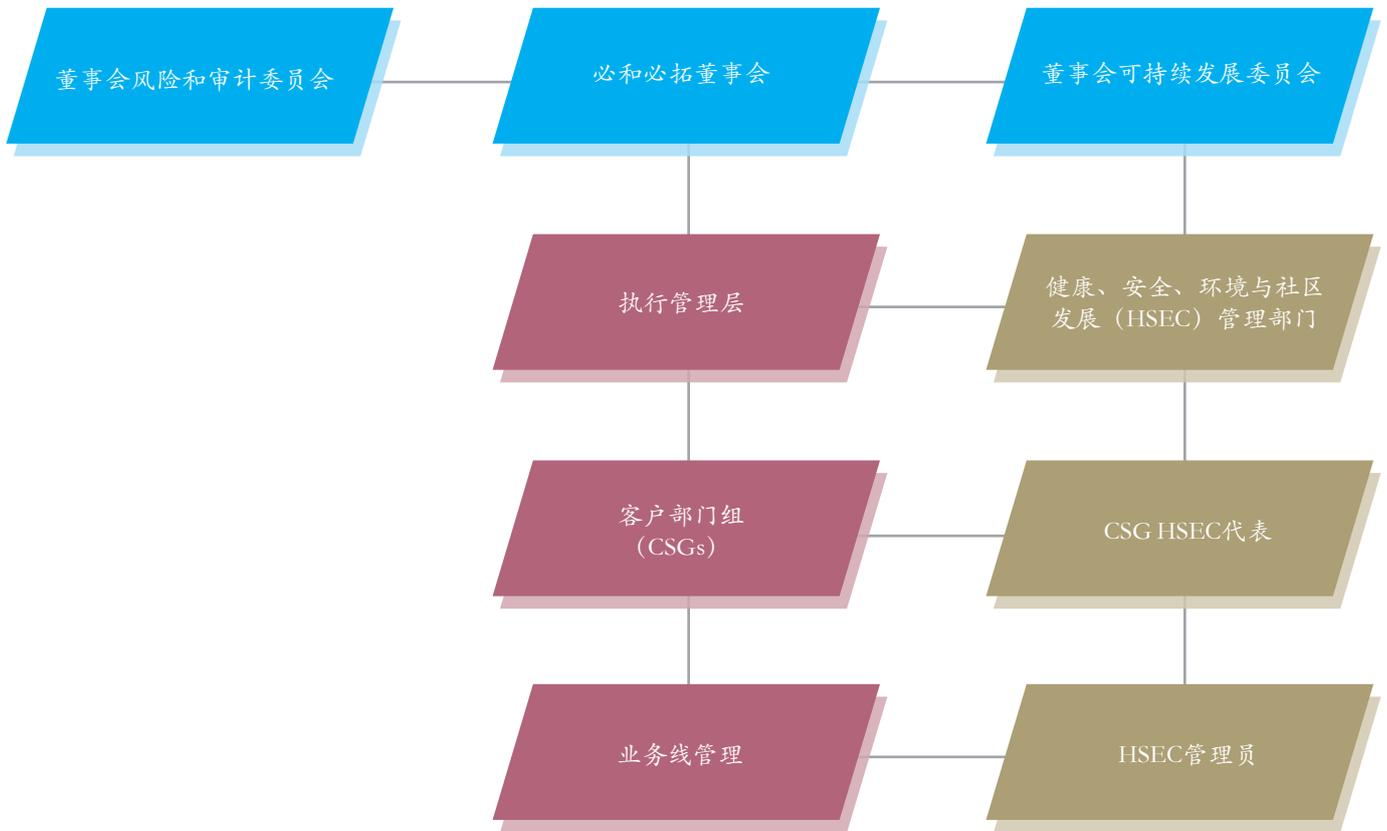 董事会风险和审计委员会
必和必拓董事会
董事会可持续发展委员会
执行管理层
健康、安全、环境与社区
发展（HSEC）管理部门
客户部门组
（CSGs）
CSG HSEC代表
业务线管理
HSEC管理员